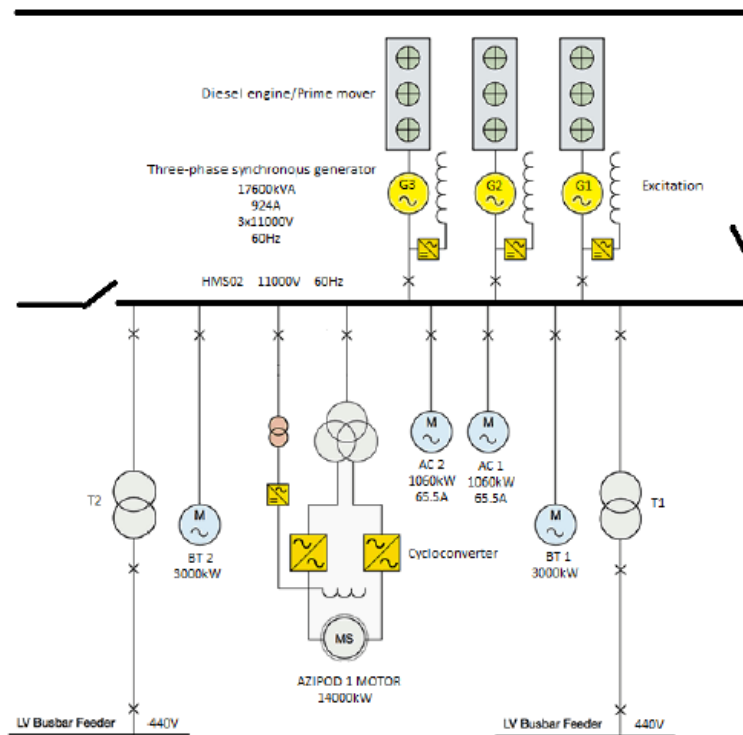 Diesel engine/Prime mover
Three-phase synchronous generator
17600kVA
924A
3x11000V
60Hz
G3
G2
G1
Excitation
HMS02 11000V 60Hz
M
AC 2
1060kW
65.5A
M
AC 1
1060kW
65.5A
T2
M
BT 2
3000kW
Cycloconverter
M
BT 1
3000kW
T1
MS
AZIPOD 1 MOTOR
14000kW
LV Busbar Feeder 440V
LV Busbar Feeder 440V